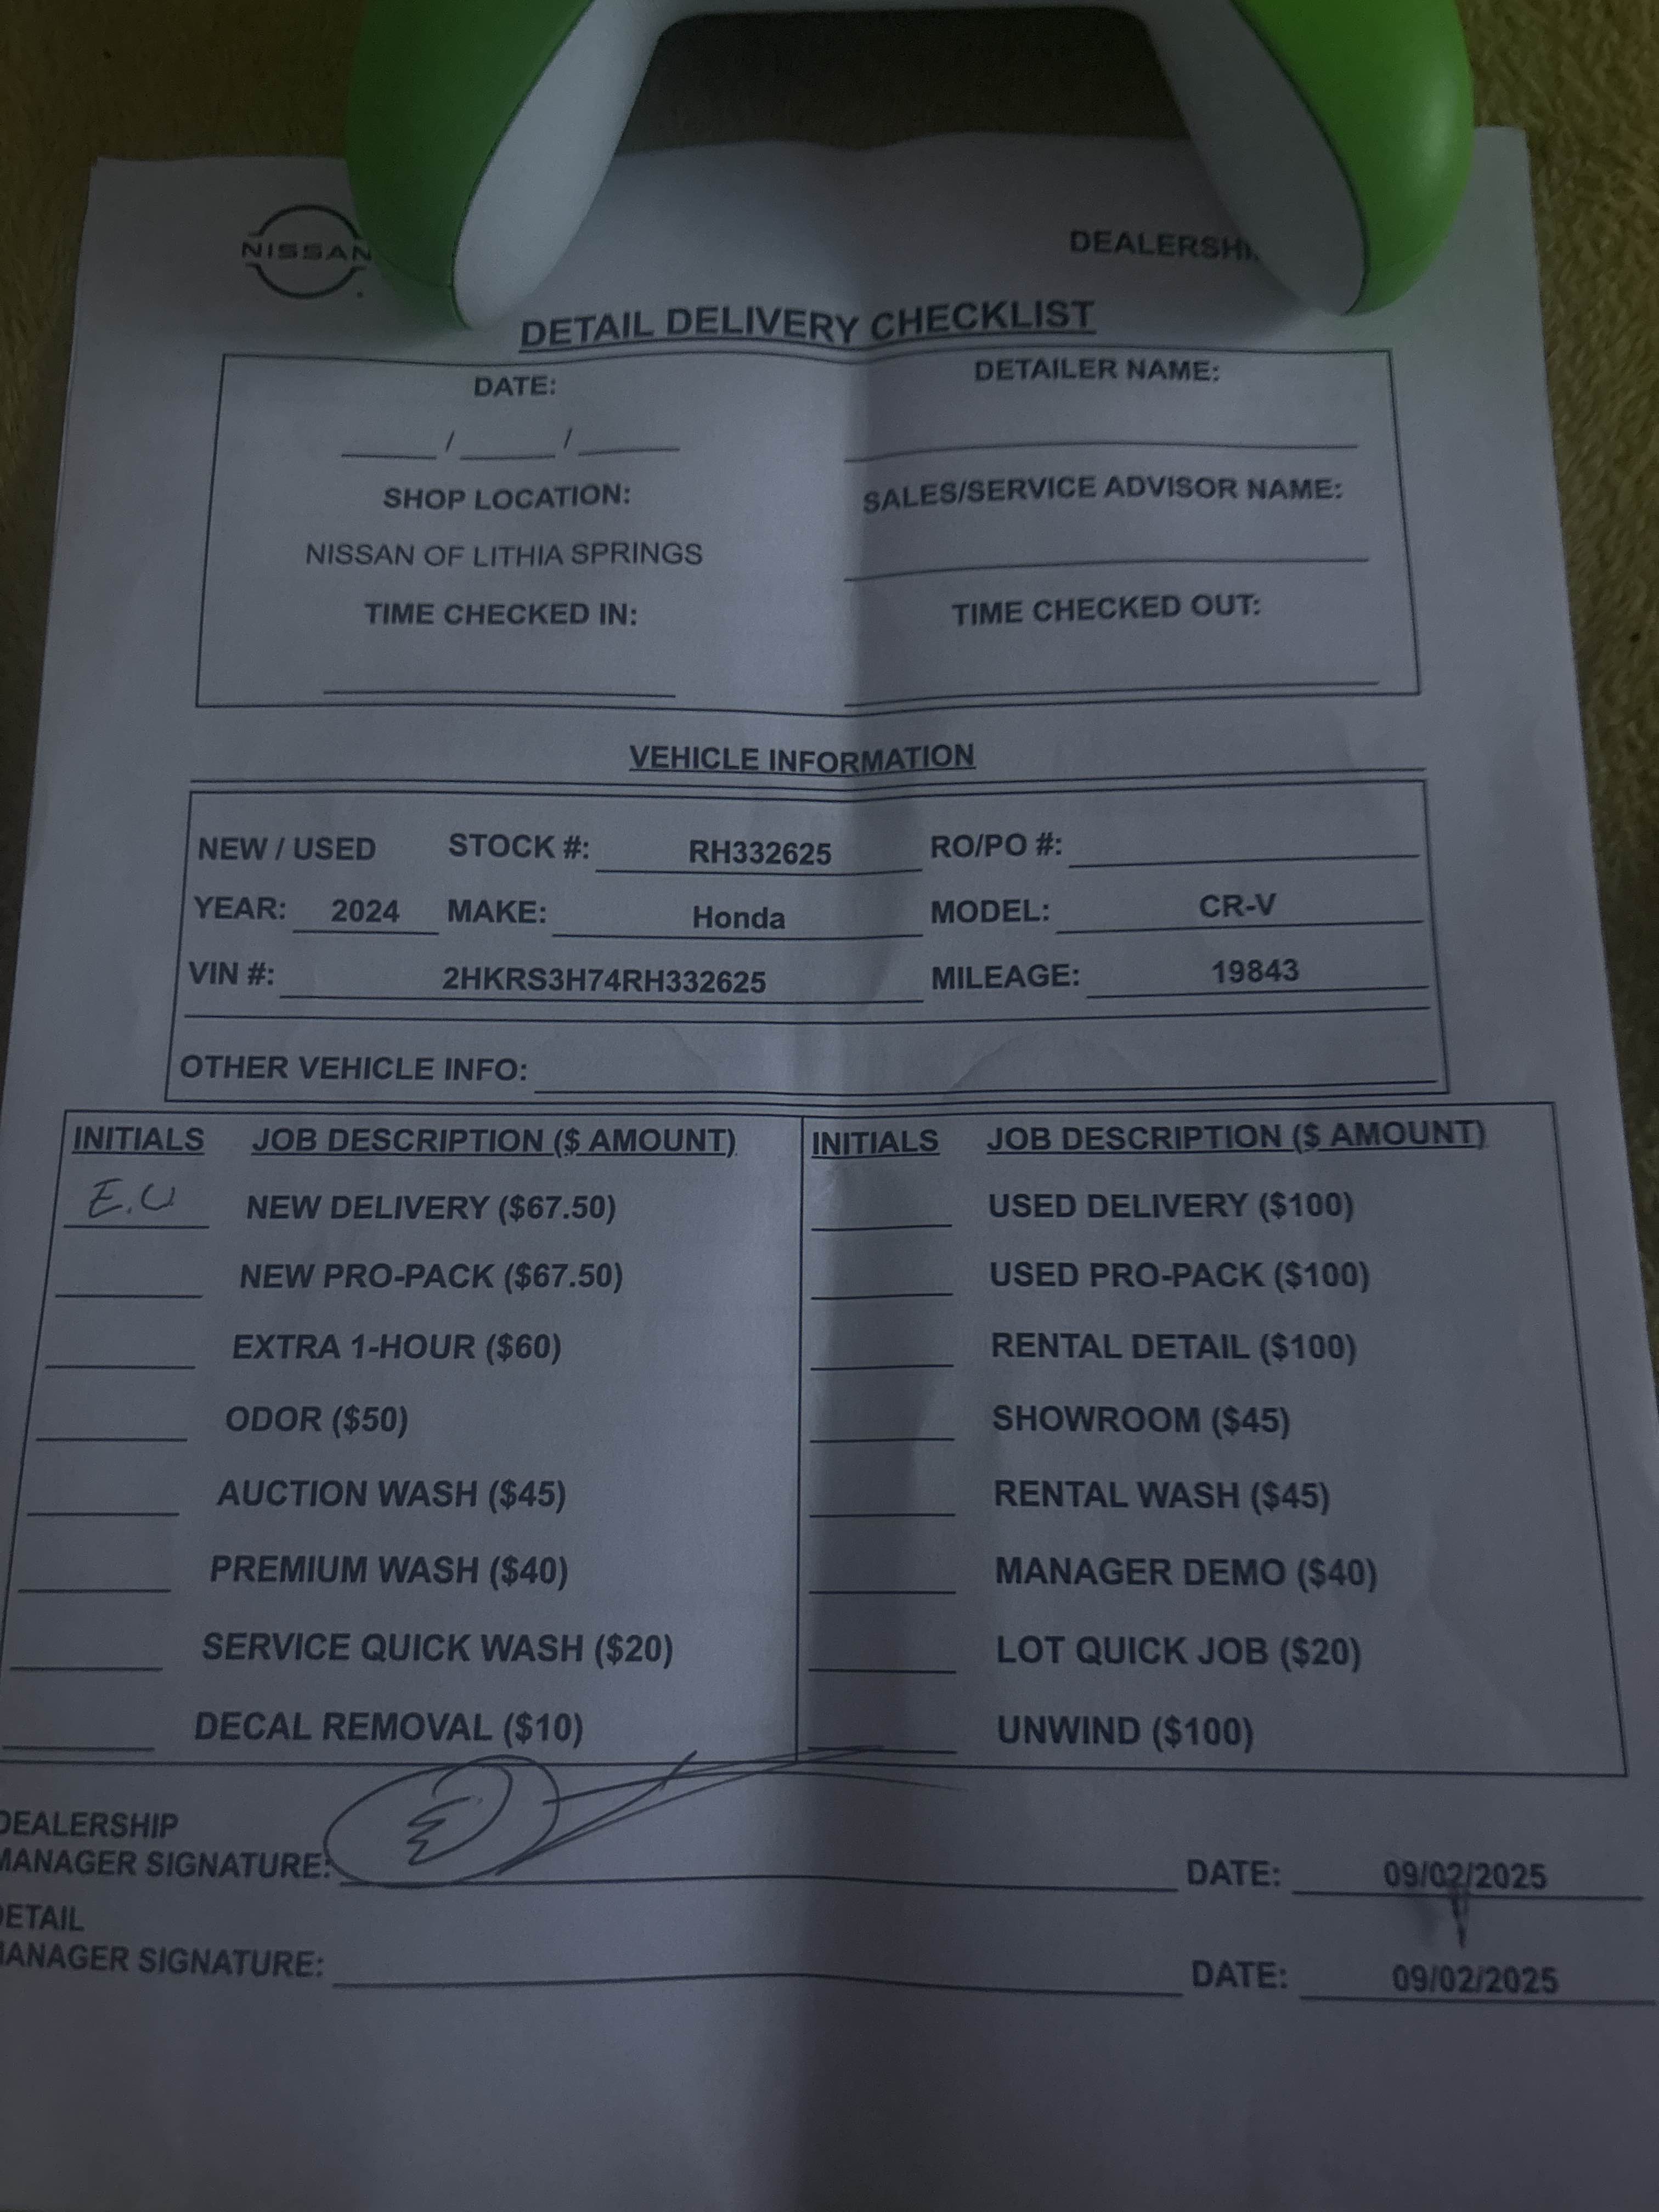 NISSAN
DETAIL DELIVERY CHECKLIST
DATE: DETAILER NAME:
____ / ____ / ____
SHOP LOCATION: SALES/SERVICE ADVISOR NAME:
NISSAN OF LITHIA SPRINGS
TIME CHECKED IN: TIME CHECKED OUT:
VEHICLE INFORMATION
NEW / USED STOCK #: RH332625 RO/PO #:
YEAR: 2024 MAKE: Honda MODEL: CR-V
VIN #: 2HKRS3H74RH332625 MILEAGE: 19843
OTHER VEHICLE INFO:
INITIALS JOB DESCRIPTION ($ AMOUNT) INITIALS JOB DESCRIPTION ($ AMOUNT)
E.U NEW DELIVERY ($67.50) USED DELIVERY ($100)
NEW PRO-PACK ($67.50) USED PRO-PACK ($100)
EXTRA 1-HOUR ($60) RENTAL DETAIL ($100)
ODOR ($50) SHOWROOM ($45)
AUCTION WASH ($45) RENTAL WASH ($45)
PREMIUM WASH ($40) MANAGER DEMO ($40)
SERVICE QUICK WASH ($20) LOT QUICK JOB ($20)
DECAL REMOVAL ($10) UNWIND ($100)
DEALERSHIP
MANAGER SIGNATURE: DATE: 09/02/2025
DETAIL
MANAGER SIGNATURE: DATE: 09/02/2025